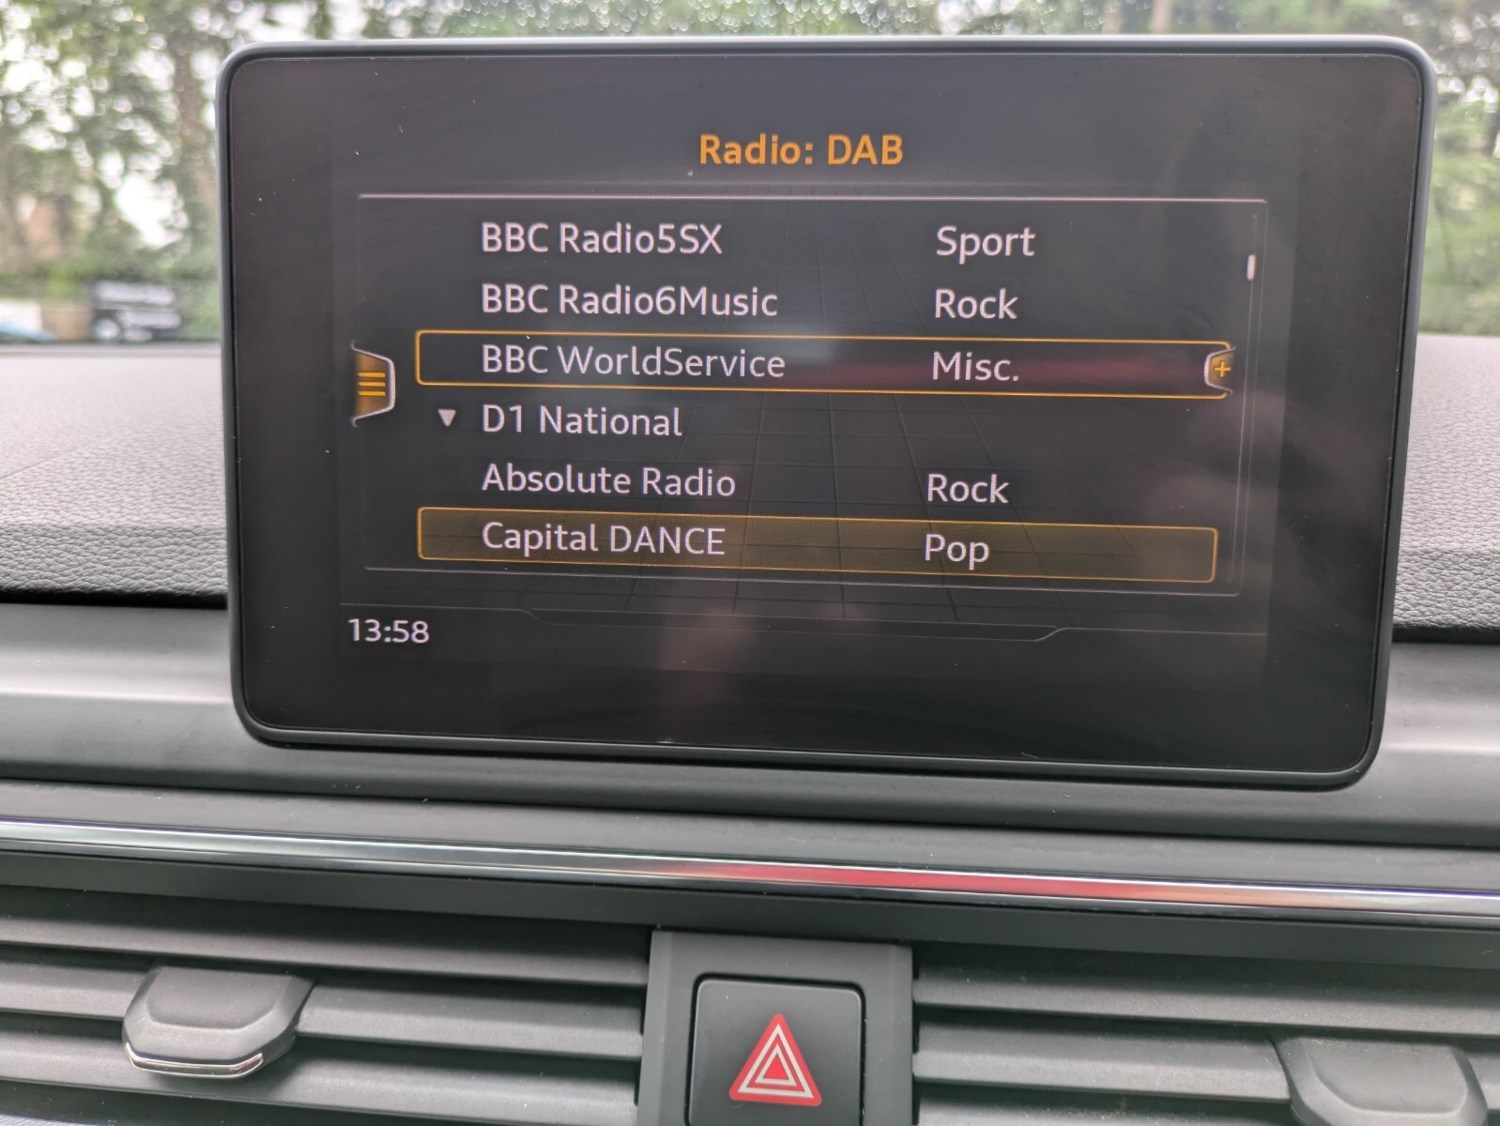 Radio: DAB
BBC Radio5SX Sport
BBC Radio6Music Rock
BBC WorldService Misc.
D1 National
Absolute Radio Rock
Capital DANCE Pop
13:58